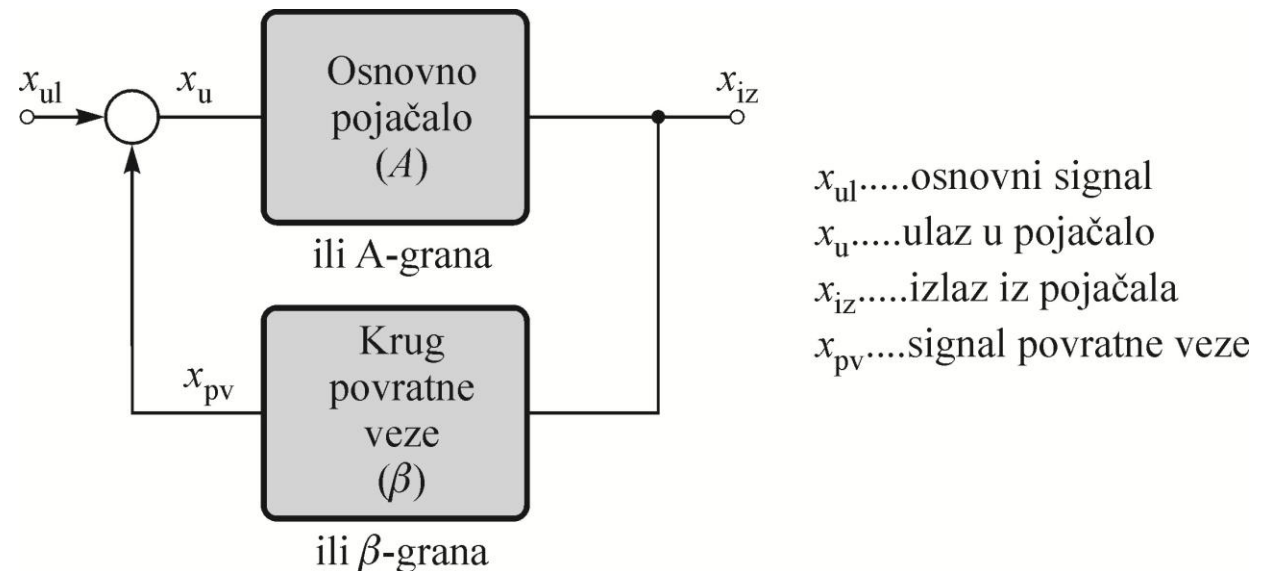 x_ul
x_u
Osnovno
pojačalo
(A)
x_iz
ili A-grana
x_pv
Krug
povratne
veze
(β)
ili β-grana
x_ul.....osnovni signal
x_u.....ulaz u pojačalo
x_iz.....izlaz iz pojačala
x_pv....signal povratne veze